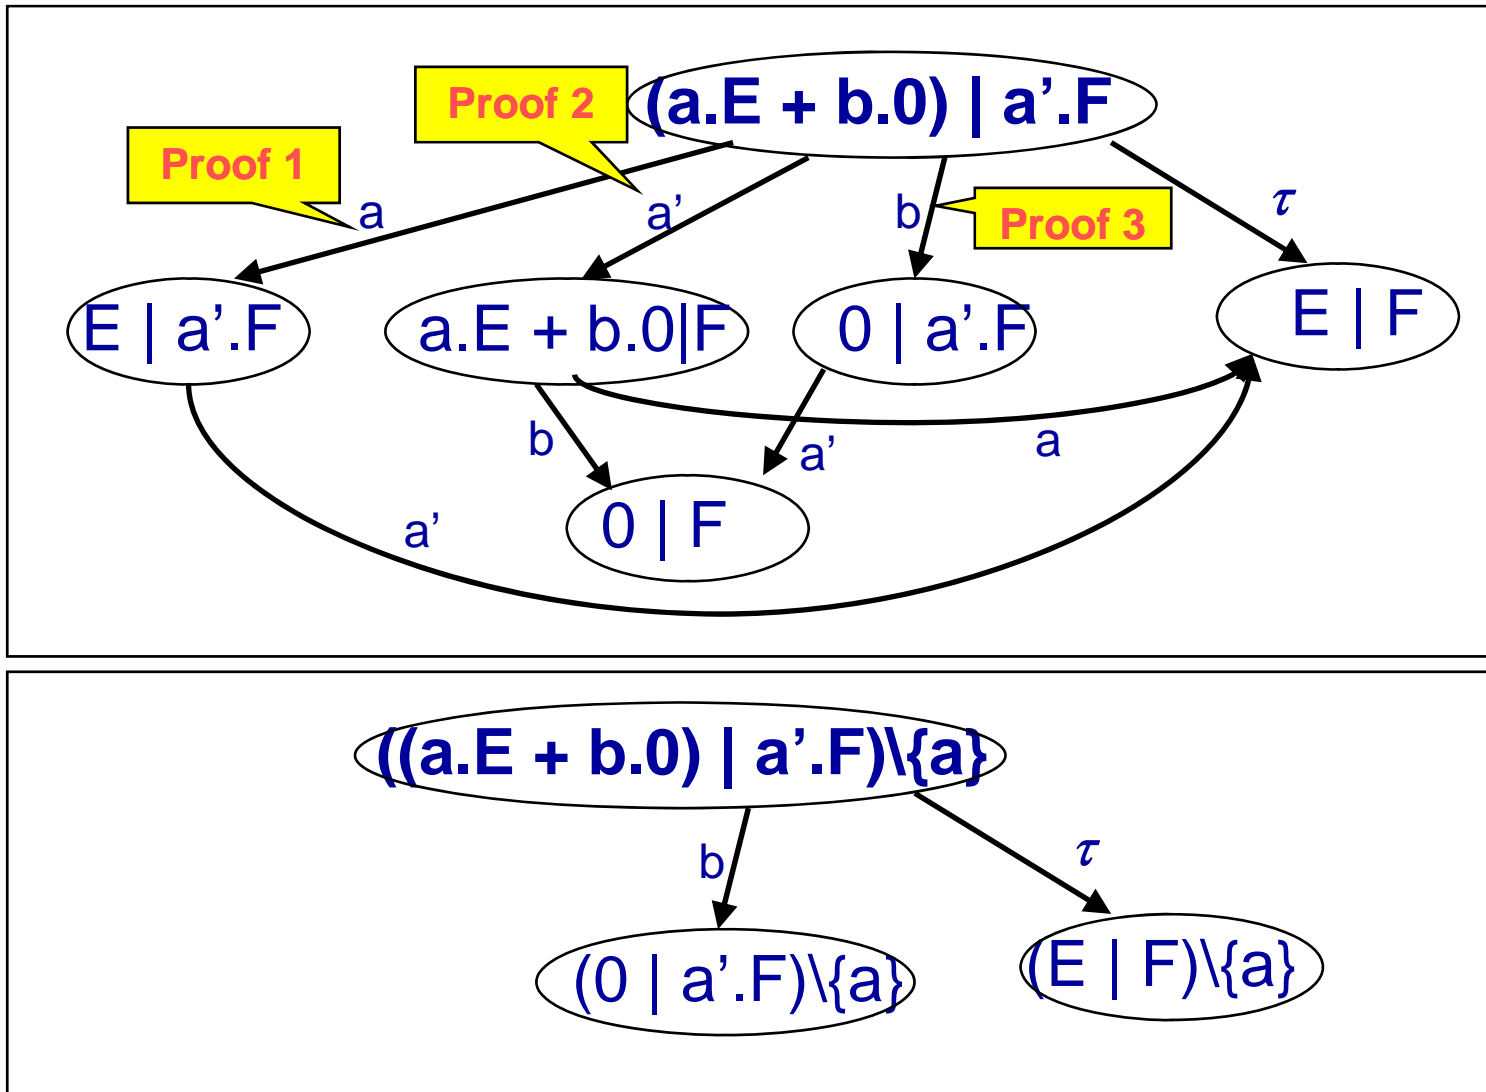 (a.E + b.0) | a’.F
Proof 2
Proof 1
a
a’
b
Proof 3
τ
E | a’.F
a.E + b.0|F
0 | a’.F
E | F
b
a’
a
a’
0 | F
((a.E + b.0) | a’.F)\{a}
b
τ
(0 | a’.F)\{a}
(E | F)\{a}